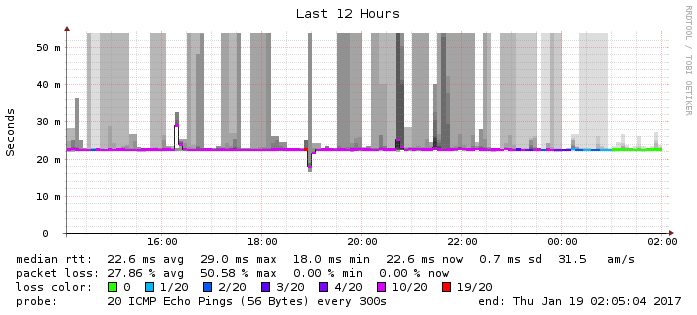 Last 12 Hours
RRDTOOL / TOBI OETIKER
Seconds
50 m
40 m
30 m
20 m
10 m
0
16:00 18:00 20:00 22:00 00:00 02:00
median rtt: 22.6 ms avg 29.0 ms max 18.0 ms min 22.6 ms now 0.7 ms sd 31.5 am/s
packet loss: 27.86 % avg 50.58 % max 0.00 % min 0.00 % now
loss color: 0 1/20 2/20 3/20 4/20 10/20 19/20
probe: 20 ICMP Echo Pings (56 Bytes) every 300s end: Thu Jan 19 02:05:04 2017